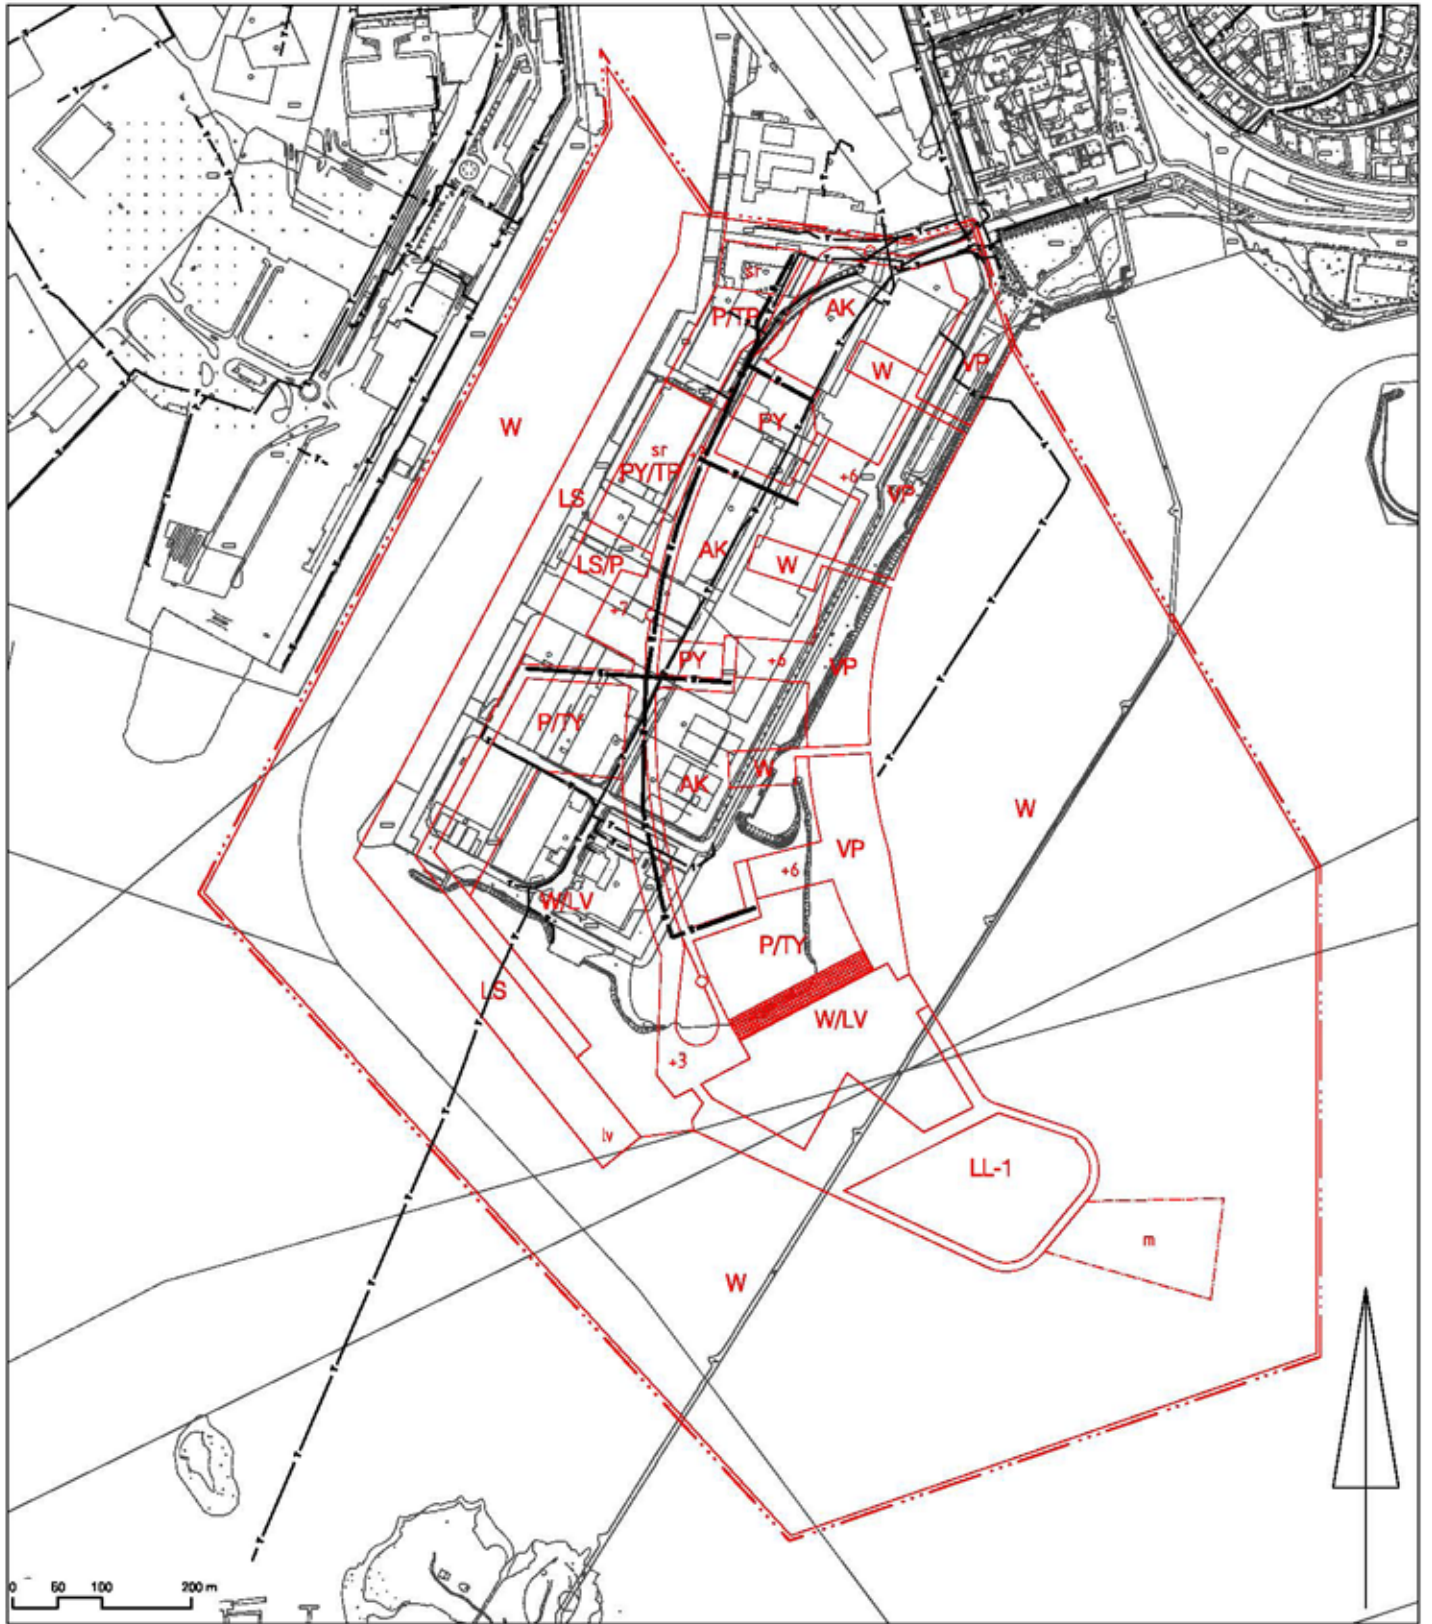 sr
AK
P/TP
W
VP
PY
W
sr
+6
PY/TP
VP
LS
AK
W
LS/P
+7
PY
+6
VP
P/TY
W
AK
W
VP
+6
W/LV
P/TY
LS
W/LV
+3
lv
LL-1
m
W
0 50 100 200 m